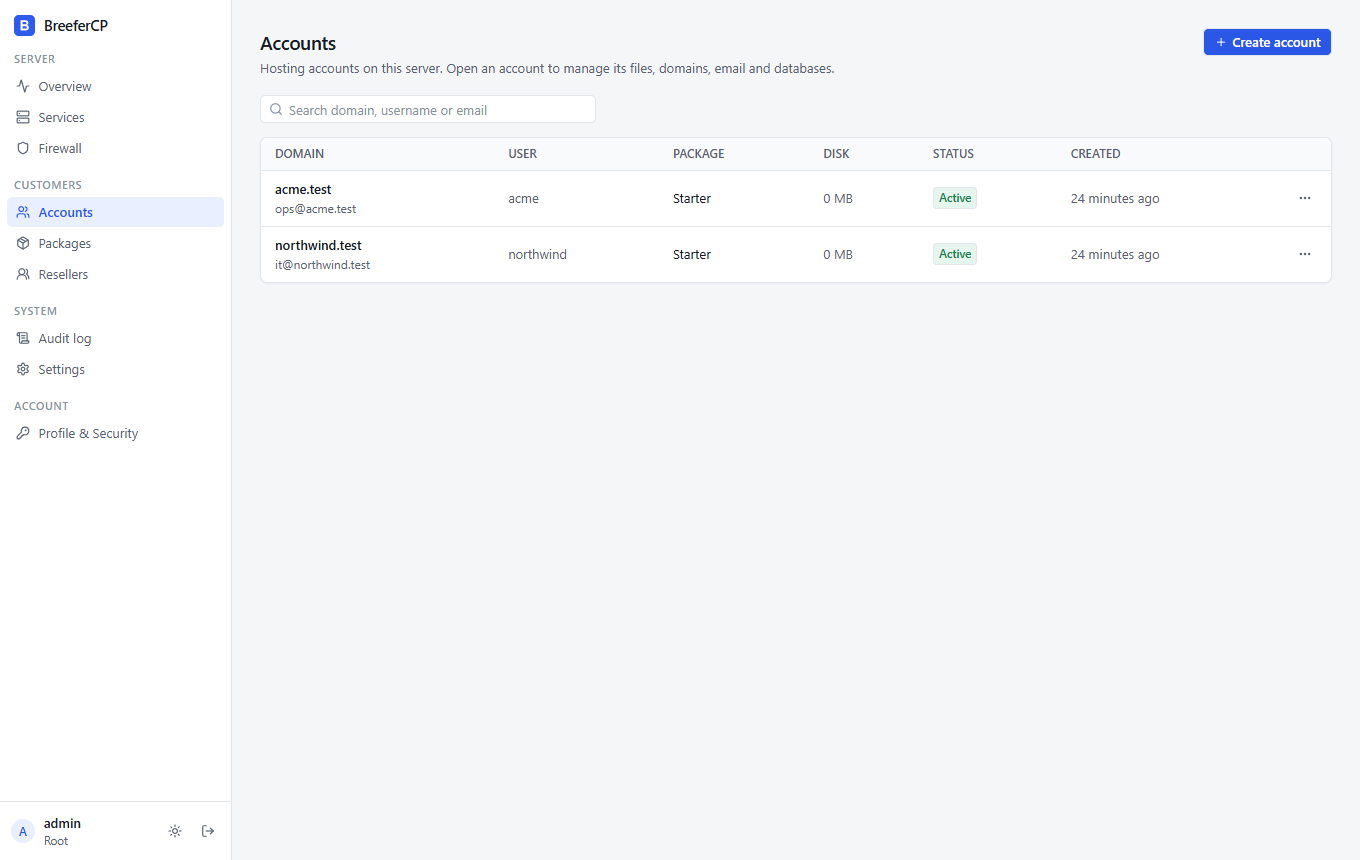 B BreeferCP
SERVER
Overview
Services
Firewall
CUSTOMERS
Accounts
Packages
Resellers
SYSTEM
Audit log
Settings
ACCOUNT
Profile & Security
A admin
Root
Accounts
Hosting accounts on this server. Open an account to manage its files, domains, email and databases.
+ Create account
Search domain, username or email
DOMAIN USER PACKAGE DISK STATUS CREATED
acme.test
ops@acme.test
acme Starter 0 MB Active 24 minutes ago ...
northwind.test
it@northwind.test
northwind Starter 0 MB Active 24 minutes ago ...